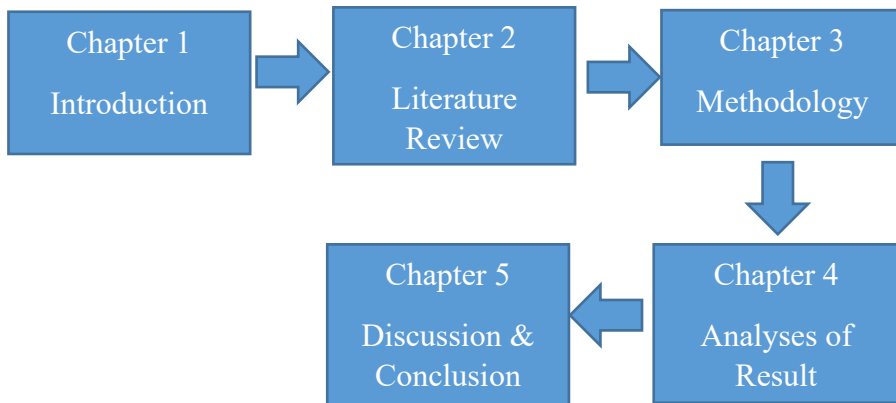 Chapter 1
Introduction
Chapter 2
Literature
Review
Chapter 3
Methodology
Chapter 4
Analyses of
Result
Chapter 5
Discussion &
Conclusion